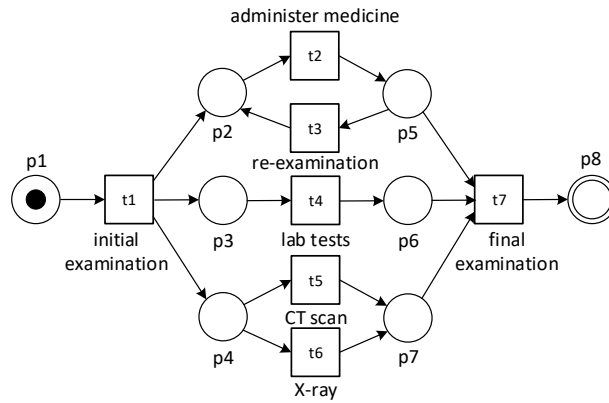 administer medicine
t2
p2
p5
t3
re-examination
p1
p8
t1
t4
t7
initial
examination
p3
lab tests
p6
final
examination
t5
CT scan
p4
p7
t6
X-ray